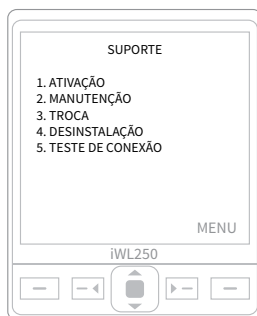 SUPORTE
1. ATIVAÇÃO
2. MANUTENÇÃO
3. TROCA
4. DESINSTALAÇÃO
5. TESTE DE CONEXÃO
MENU
iWL250